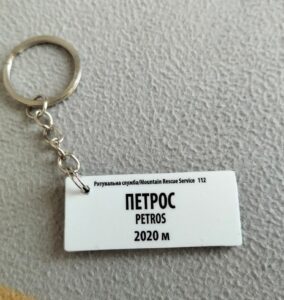 Рятувальна служба/Mountain Rescue Service 112
ПЕТРОС
PETROS
2020 м